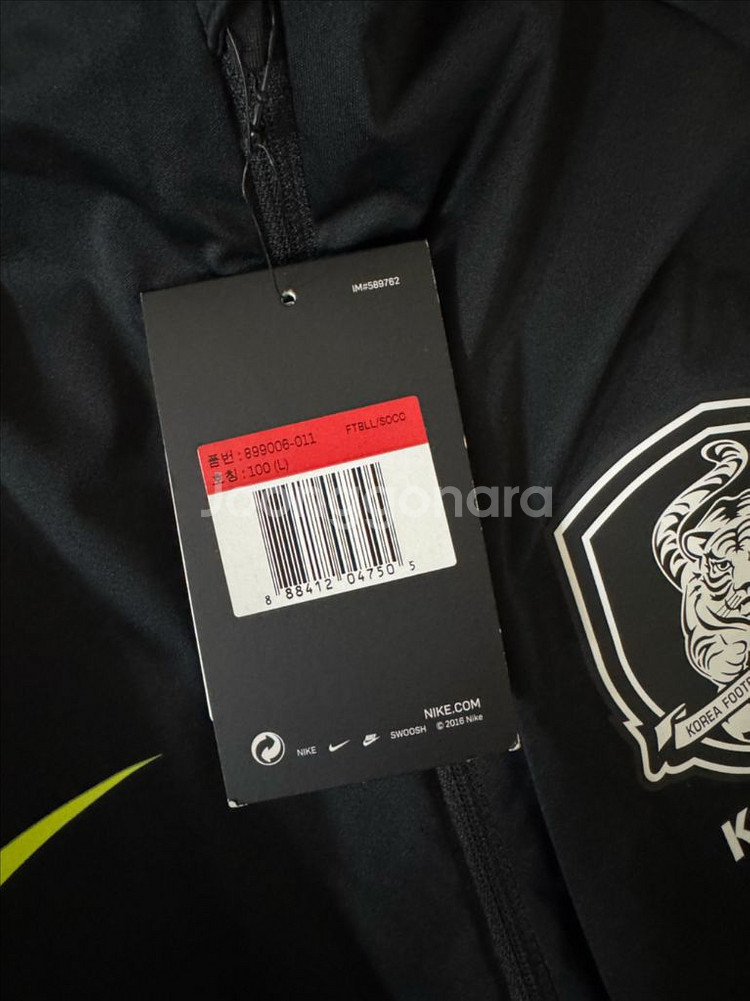 IM#589762
품번 : 899006-011
FTBLL/SOCC
호칭 : 100 (L)
Joonggonara
8 88412 04750 5
NIKE.COM
NIKE SWOOSH © 2016 Nike
KOREA FOOTB
K